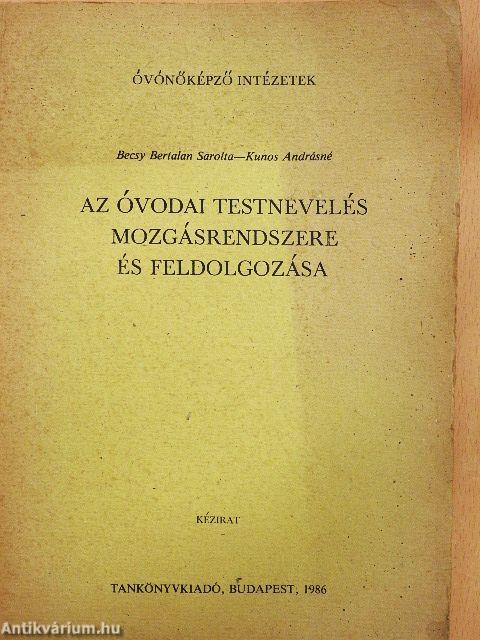 ÓVÓNŐKÉPZŐ INTÉZETEK
Becsy Bertalan Sarolta—Kunos Andrásné
AZ ÓVODAI TESTNEVELÉS
MOZGÁSRENDSZERE
ÉS FELDOLGOZÁSA
KÉZIRAT
TANKÖNYVKIADÓ, BUDAPEST, 1986
Antikvárium.hu